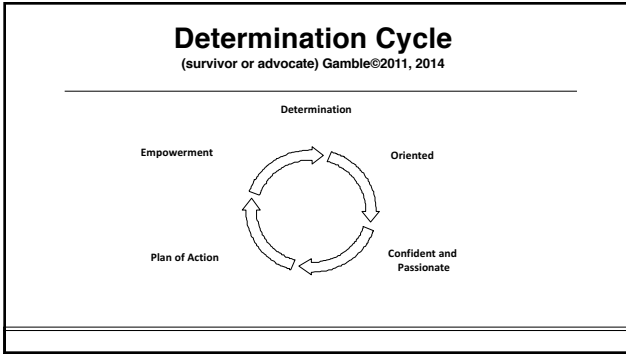 Determination Cycle
(survivor or advocate) Gamble©2011, 2014
Determination
Empowerment
Oriented
Plan of Action
Confident and
Passionate